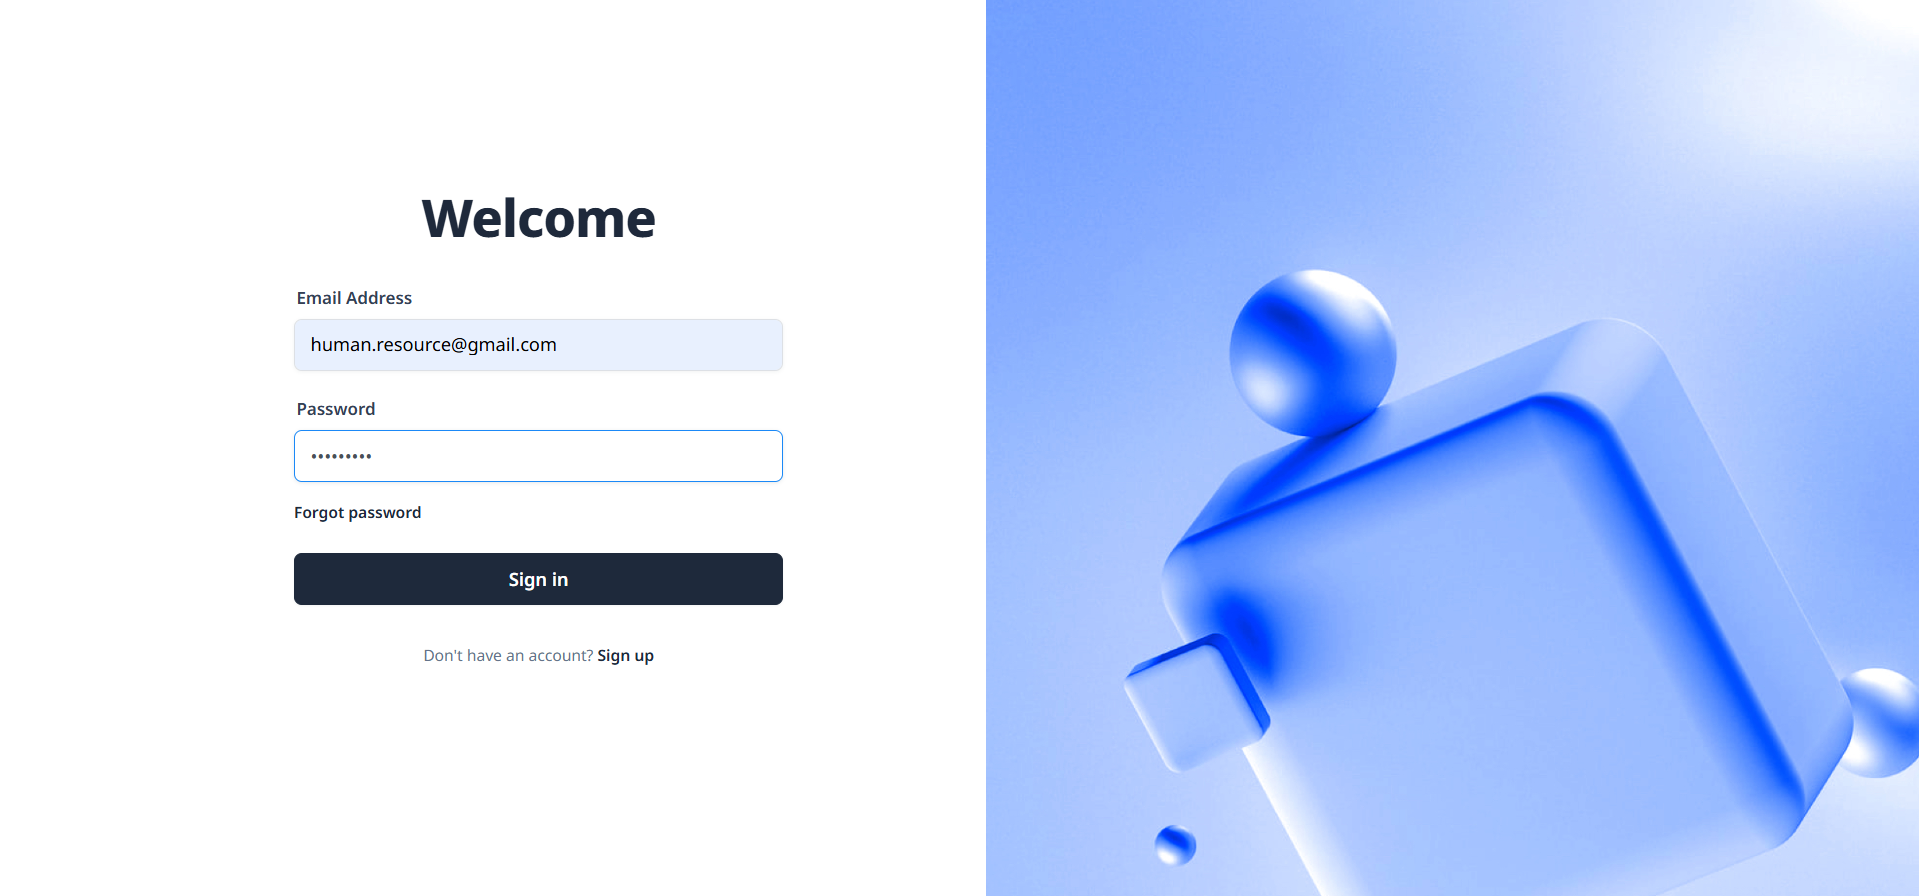 Welcome
Email Address
human.resource@gmail.com
Password
•••••••••
Forgot password
Sign in
Don't have an account? Sign up